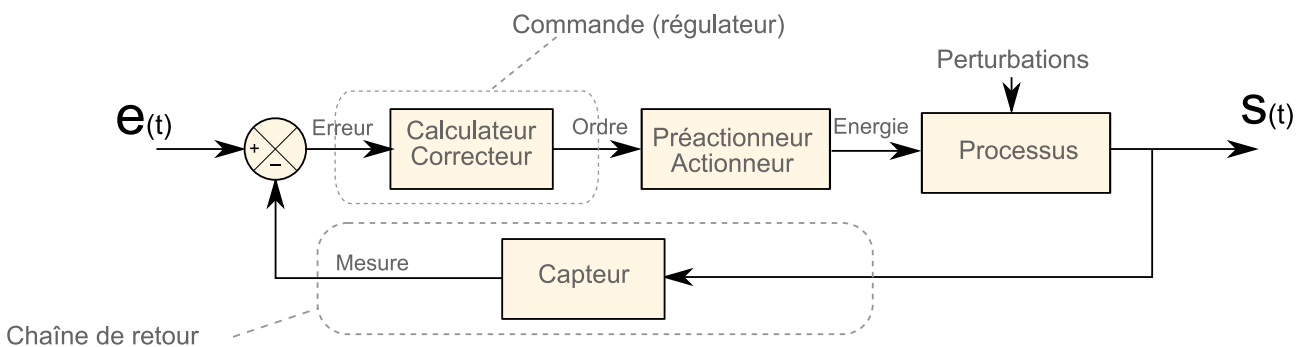 Commande (régulateur)
Perturbations
e(t)
+
−
Erreur
Calculateur
Correcteur
Ordre
Préactionneur
Actionneur
Energie
Processus
s(t)
Mesure
Capteur
Chaîne de retour